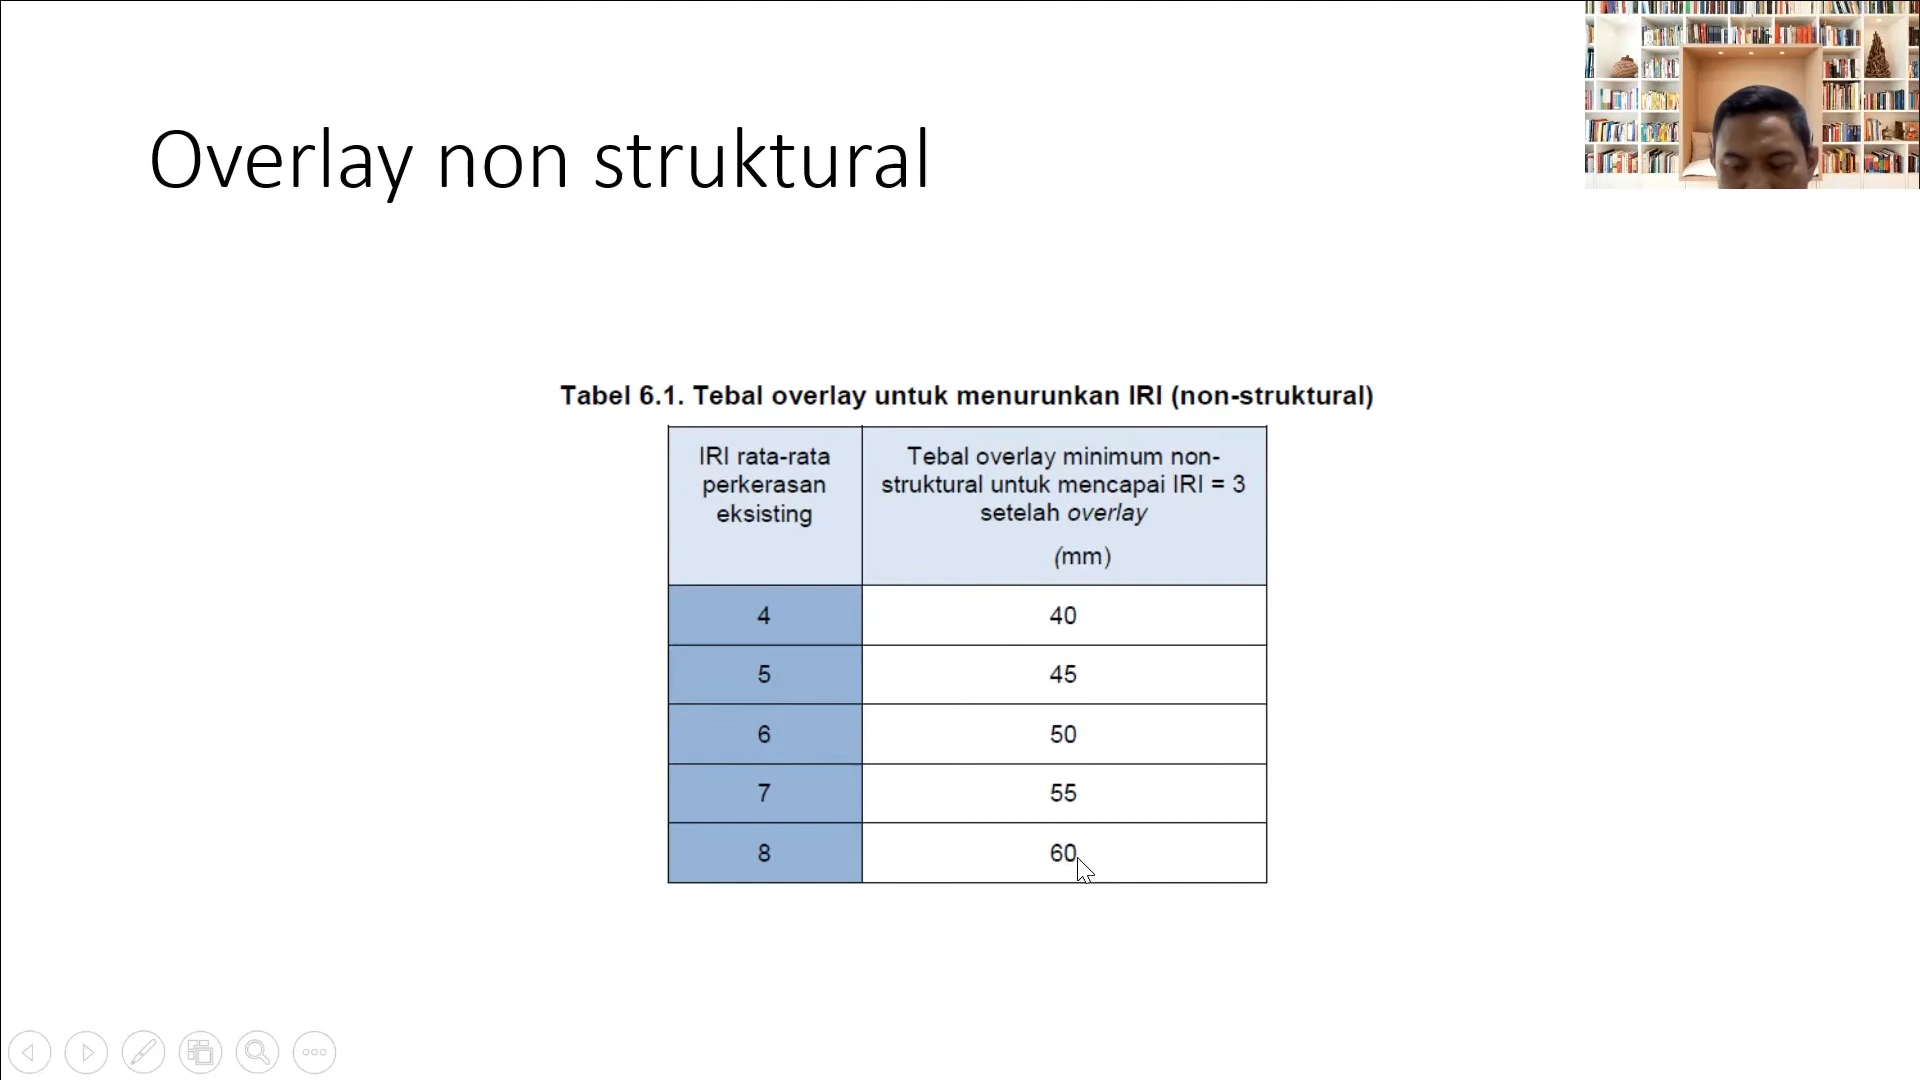 Overlay non struktural
Tabel 6.1. Tebal overlay untuk menurunkan IRI (non-struktural)
IRI rata-rata
perkerasan
eksisting
Tebal overlay minimum non-
struktural untuk mencapai IRI = 3
setelah overlay
(mm)
4 40
5 45
6 50
7 55
8 60